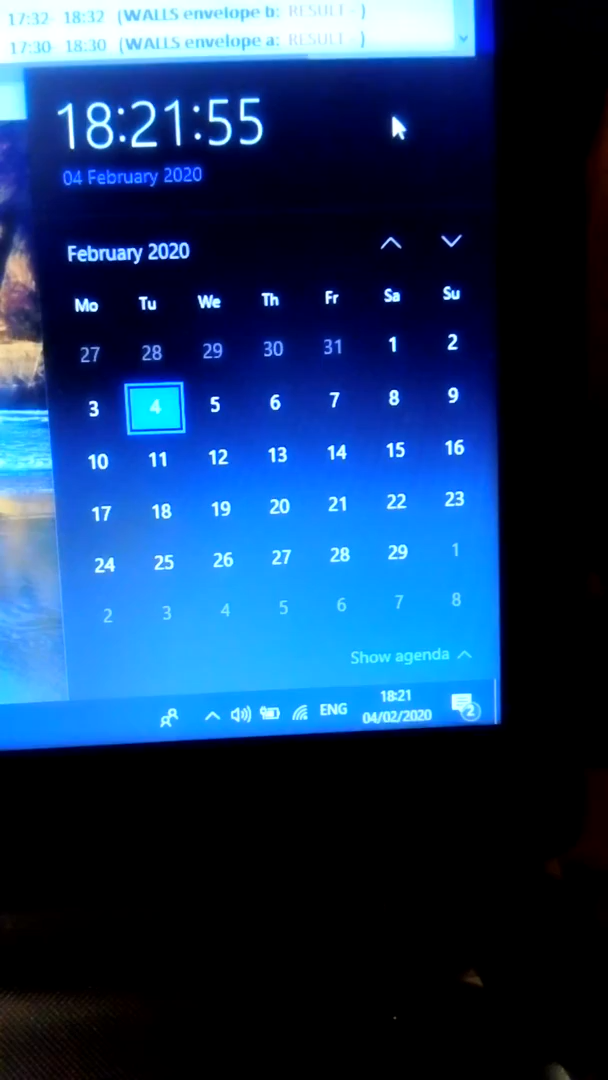 17:32- 18:32 (WALLS envelope b: RESULT - )
17:30- 18:30 (WALLS envelope a: RESULT - )
18:21:55
04 February 2020
February 2020
Mo Tu We Th Fr Sa Su
27 28 29 30 31 1 2
3 4 5 6 7 8 9
10 11 12 13 14 15 16
17 18 19 20 21 22 23
24 25 26 27 28 29 1
2 3 4 5 6 7 8
Show agenda
ENG 18:21 2
04/02/2020